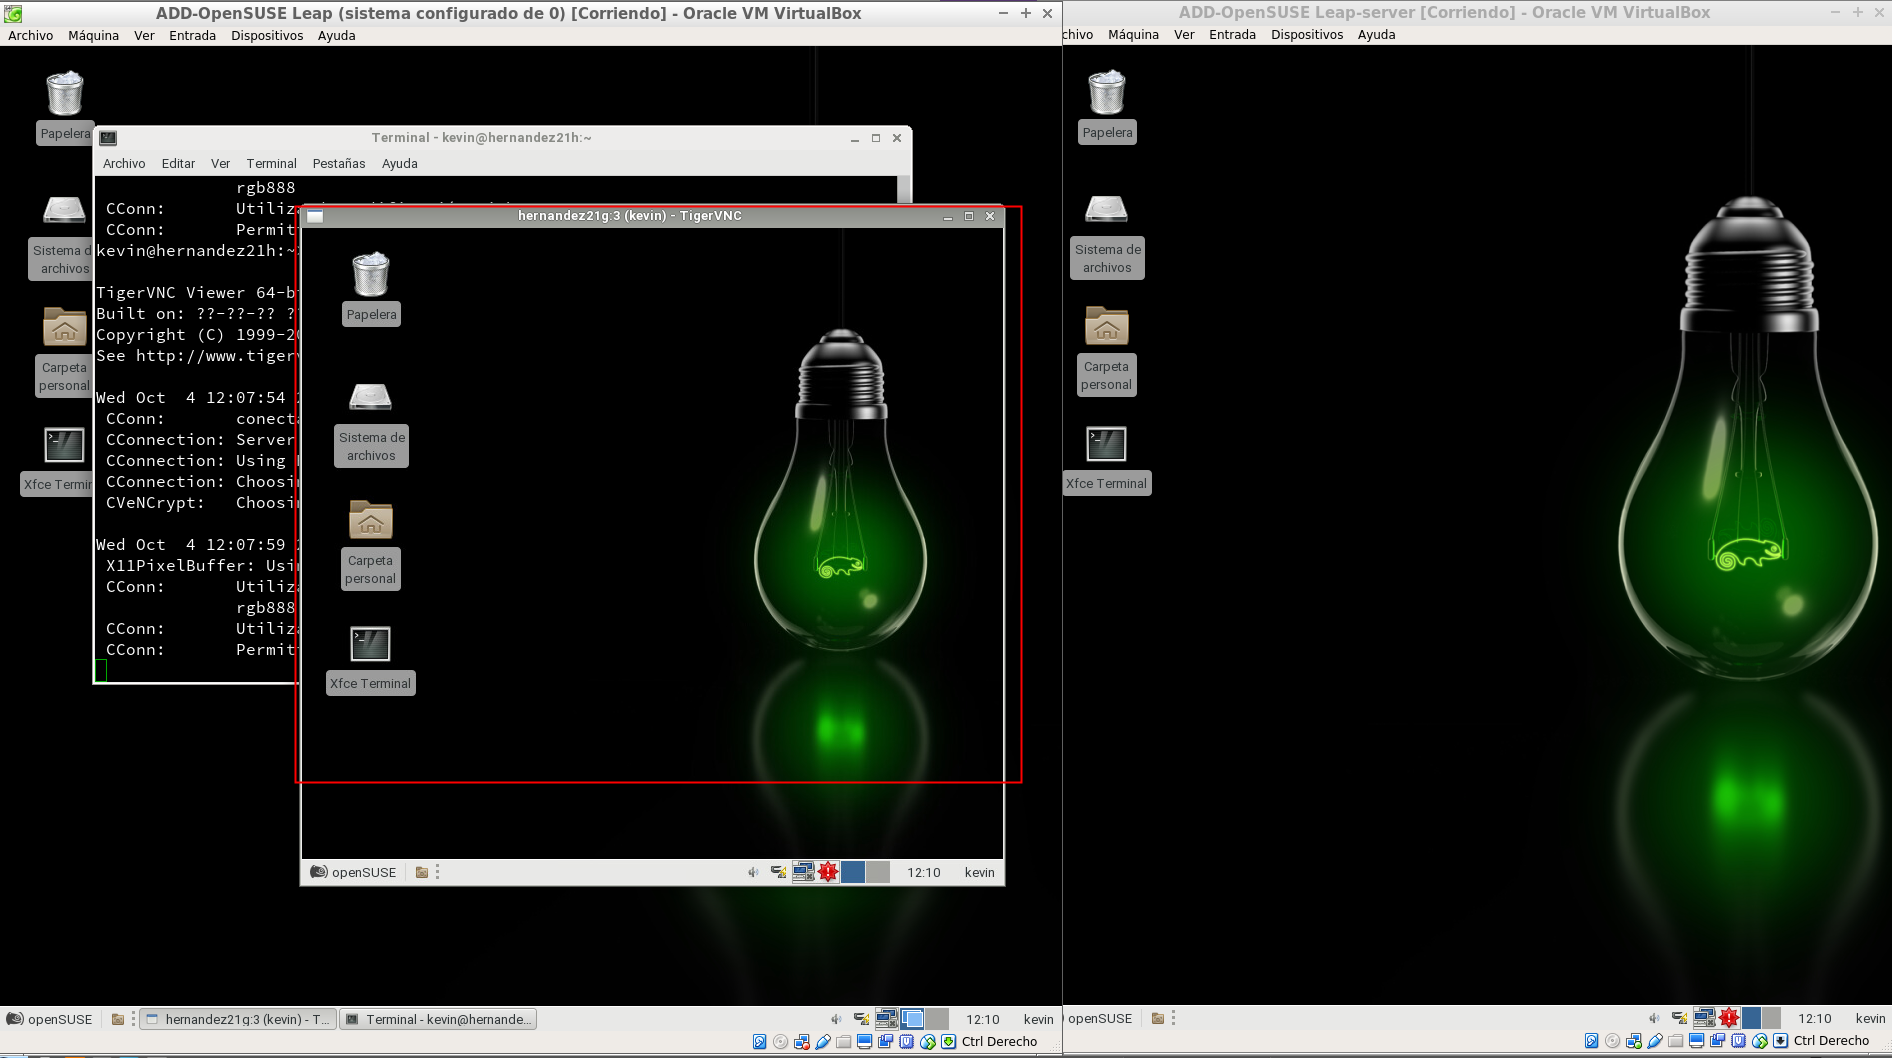 ADD-OpenSUSE Leap (sistema configurado de 0) [Corriendo] - Oracle VM VirtualBox
Archivo Máquina Ver Entrada Dispositivos Ayuda
Papelera
Sistema d
archivos
Carpeta
personal
Xfce Termin
Terminal - kevin@hernandez21h:~
Archivo Editar Ver Terminal Pestañas Ayuda
rgb888
CConn: Utiliz
CConn: Permit
kevin@hernandez21h:~
TigerVNC Viewer 64-b
Built on: ??-??-?? ?
Copyright (C) 1999-20
See http://www.tiger
Wed Oct 4 12:07:54
CConn: conect
CConnection: Server
CConnection: Using
CConnection: Choosi
CVeNCrypt: Choosi
Wed Oct 4 12:07:59
X11PixelBuffer: Usi
CConn: Utiliz
rgb888
CConn: Utiliz
CConn: Permit
hernandez21g:3 (kevin) - TigerVNC
Papelera
Sistema de
archivos
Carpeta
personal
>_
Xfce Terminal
openSUSE 12:10 kevin
openSUSE hernandez21g:3 (kevin) - T... Terminal - kevin@hernande... 12:10 kevin
Ctrl Derecho
ADD-OpenSUSE Leap-server [Corriendo] - Oracle VM VirtualBox
chivo Máquina Ver Entrada Dispositivos Ayuda
Papelera
Sistema de
archivos
Carpeta
personal
Xfce Terminal
openSUSE 12:10 kevin
Ctrl Derecho